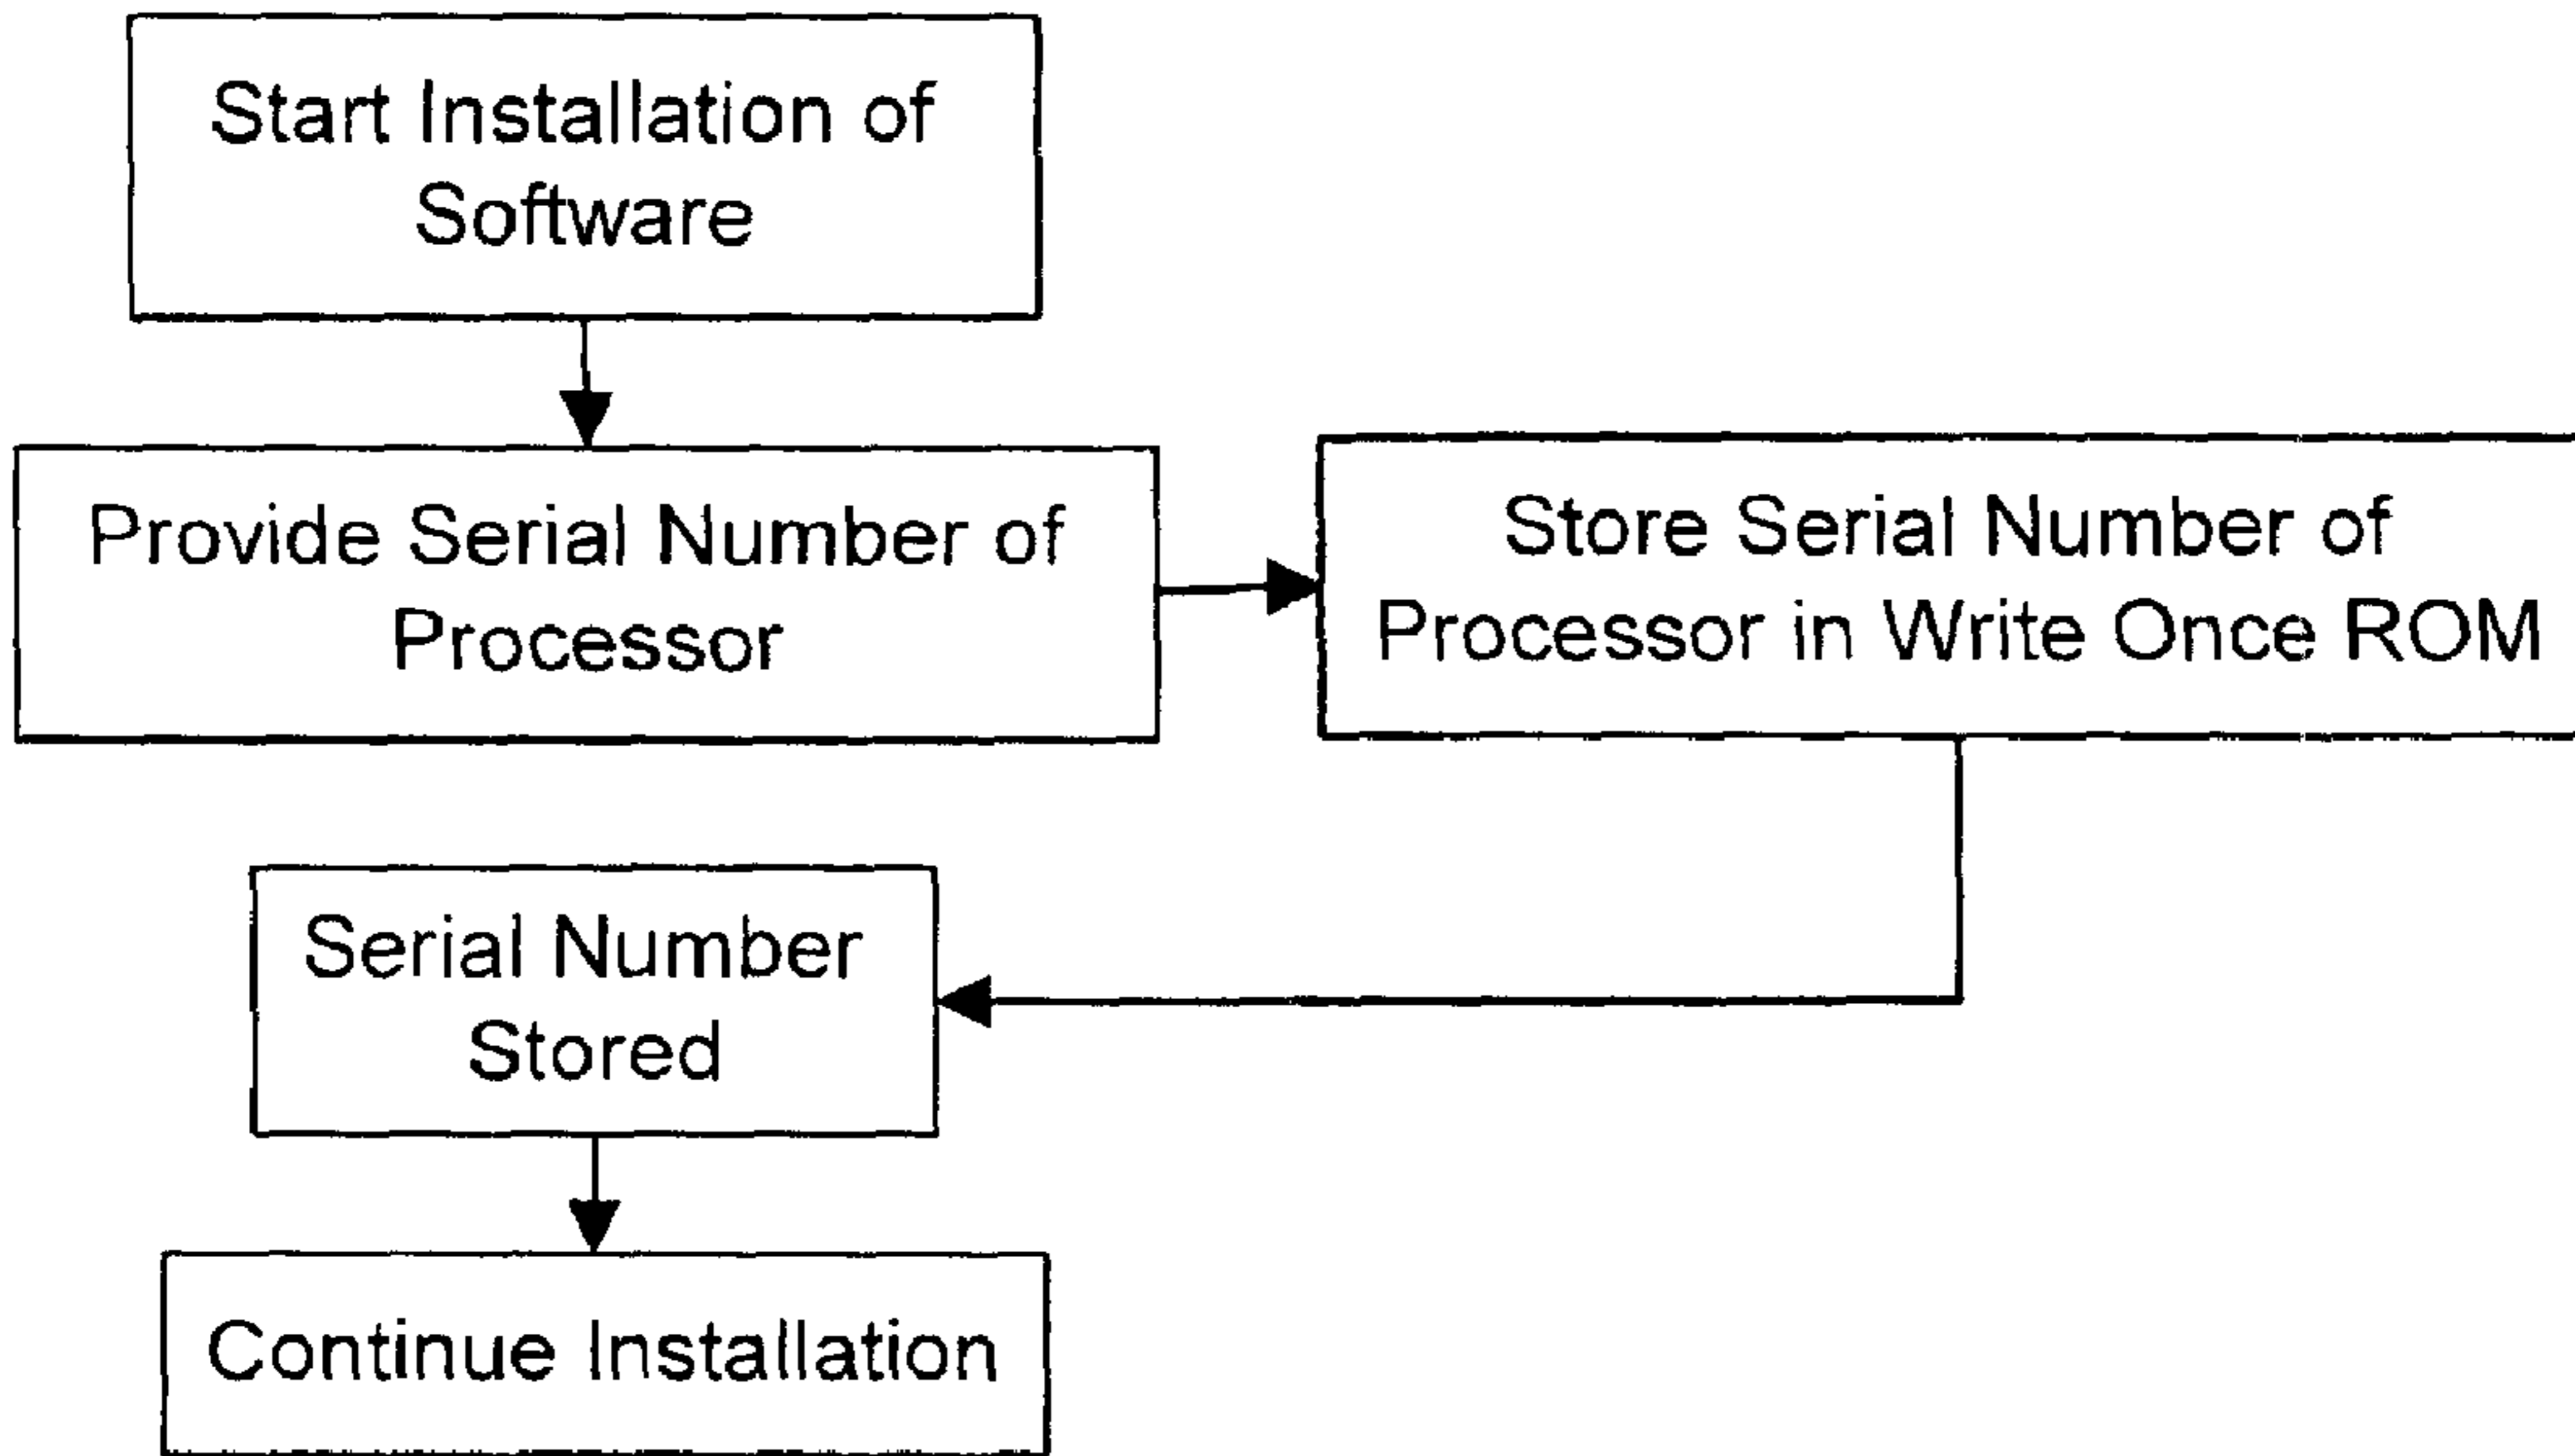 Start Installation of
Software
Provide Serial Number of
Processor
Store Serial Number of
Processor in Write Once ROM
Serial Number
Stored
Continue Installation